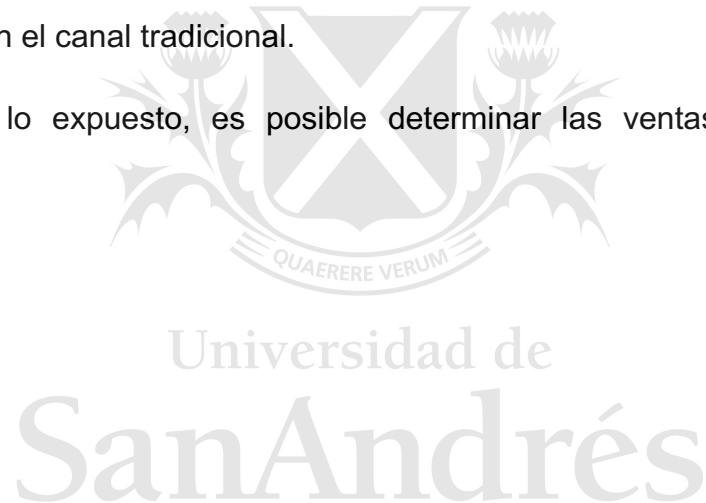 n el canal tradicional.
lo expuesto, es posible determinar las ventas
QUAERERE VERUM
Universidad de
SanAndrés